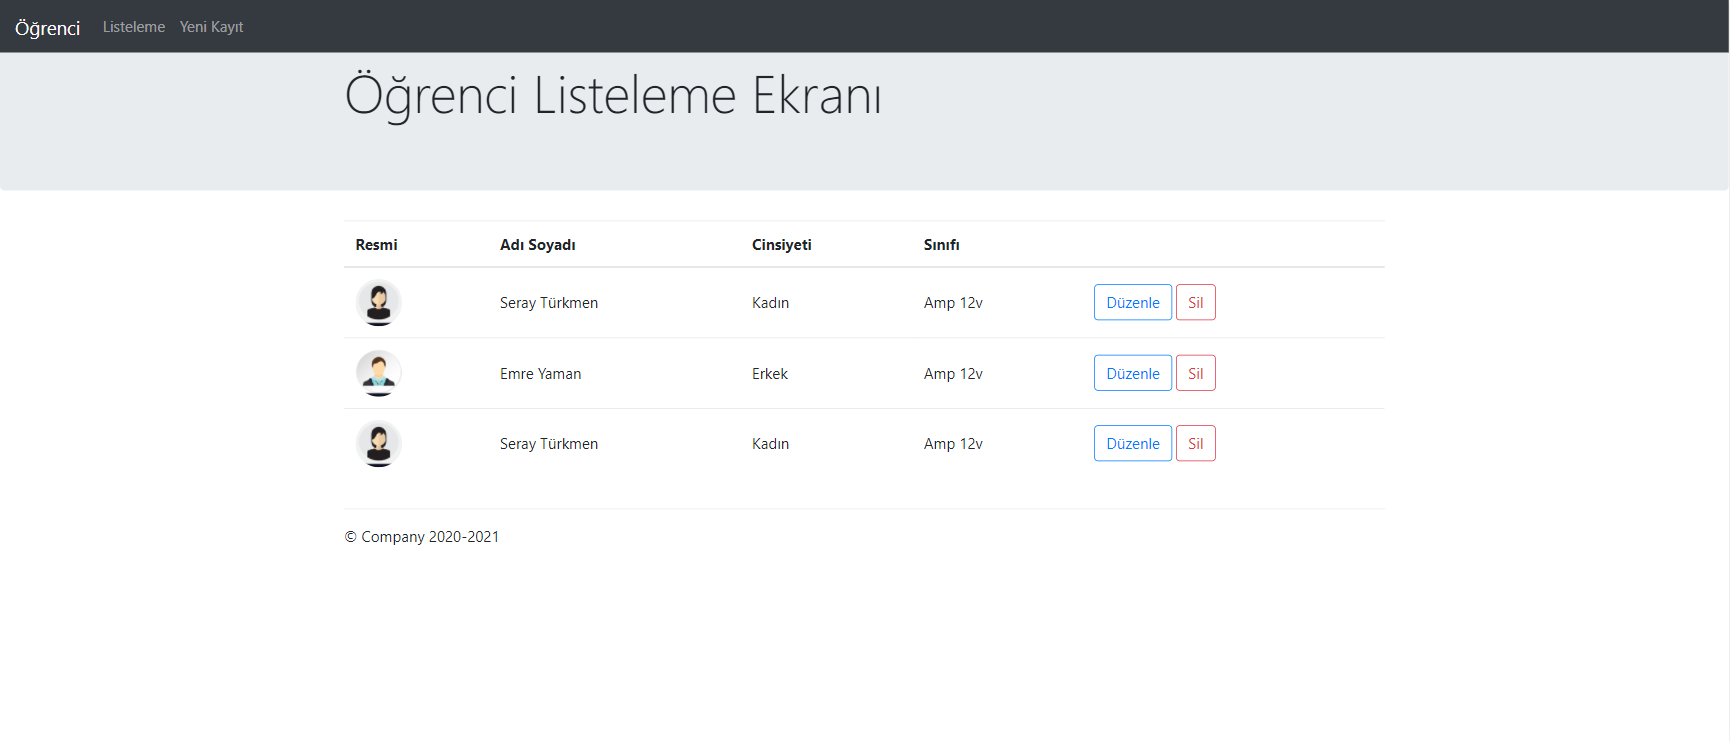 Öğrenci Listeleme Yeni Kayıt
Öğrenci Listeleme Ekranı
Resmi Adı Soyadı Cinsiyeti Sınıfı
Seray Türkmen Kadın Amp 12v Düzenle Sil
Emre Yaman Erkek Amp 12v Düzenle Sil
Seray Türkmen Kadın Amp 12v Düzenle Sil
© Company 2020-2021